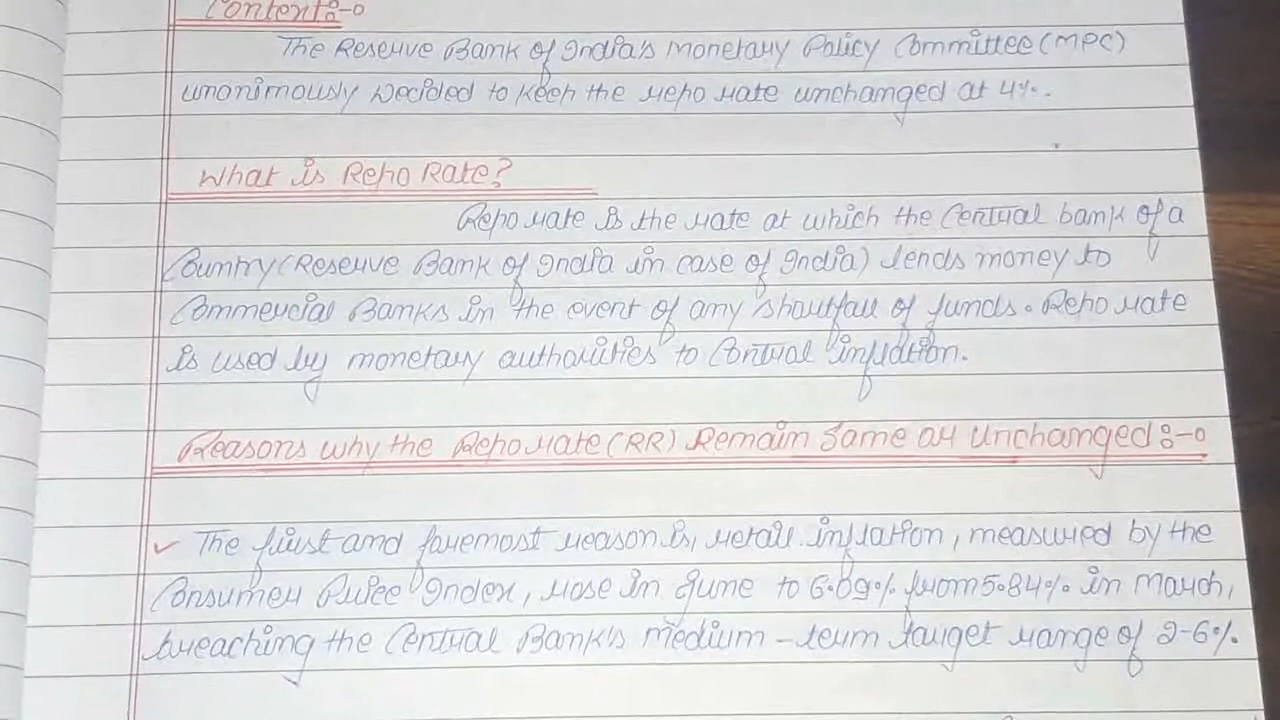 Content:-
The Reserve Bank of India's Monetary Policy Committee (MPC)
unanimously decided to keep the repo rate unchanged at 4%.
What is Repo Rate?
Repo rate is the rate at which the Central bank of a
Country (Reserve Bank of India in case of India) lends money to
Commercial Banks in the event of any shortfall of funds. Repo rate
is used by monetary authorities to Control inflation.
Reasons why the Repo rate (RR) Remain Same or Unchanged:-
✓ The first and foremost reason is, retail inflation, measured by the
Consumer Price Index, rose in June to 6.09% from 5.84% in March,
breaching the Central Bank's medium-term target range of 2-6%.